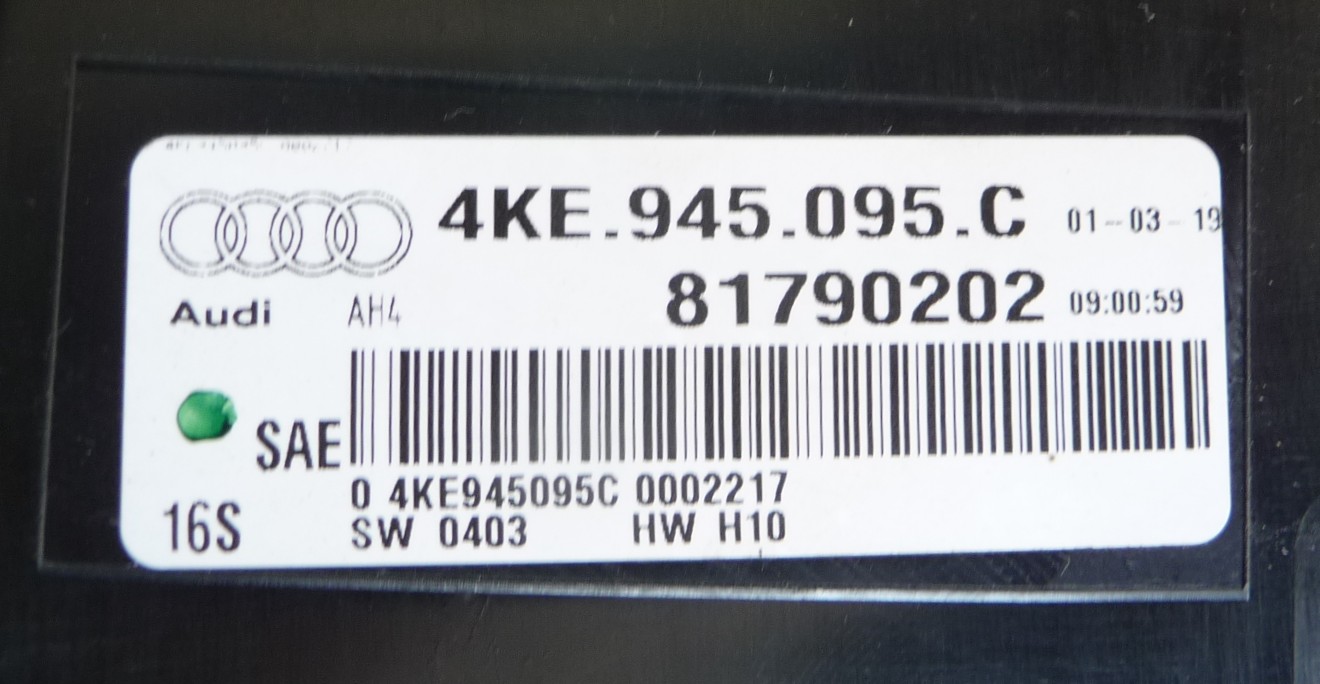 4KE.945.095.C 01-03-19
Audi AH4 81790202 09:00:59
SAE
0 4KE945095C 0002217
16S SW 0403 HW H10